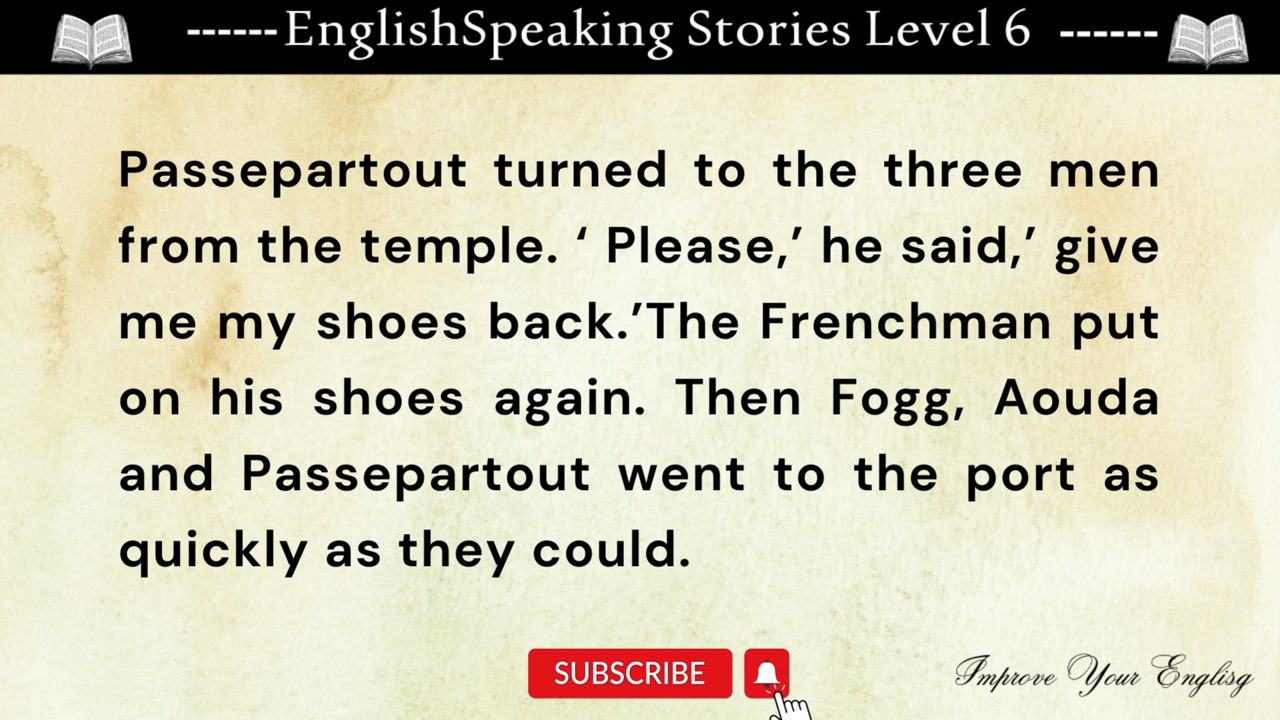 ------EnglishSpeaking Stories Level 6 ------
Passepartout turned to the three men
from the temple. ‘ Please,’ he said,’ give
me my shoes back.’The Frenchman put
on his shoes again. Then Fogg, Aouda
and Passepartout went to the port as
quickly as they could.
SUBSCRIBE
Improve Your Englisg